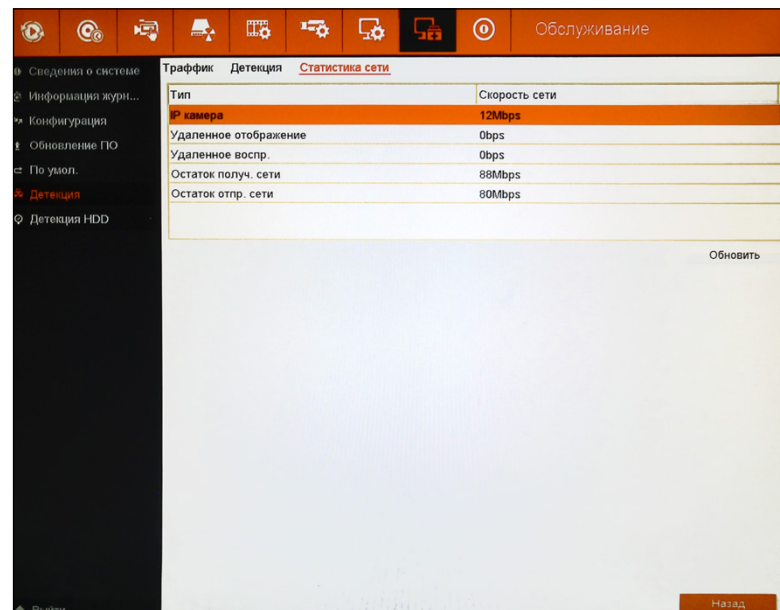 Обслуживание
Сведения о системе
Информация журн...
Конфигурация
Обновление ПО
По умол.
Детекция
Детекция HDD
Выйти
Траффик Детекция Статистика сети
Тип Скорость сети
IP камера 12Mbps
Удаленное отображение 0bps
Удаленное воспр. 0bps
Остаток получ. сети 88Mbps
Остаток отпр. сети 80Mbps
Обновить
Назад